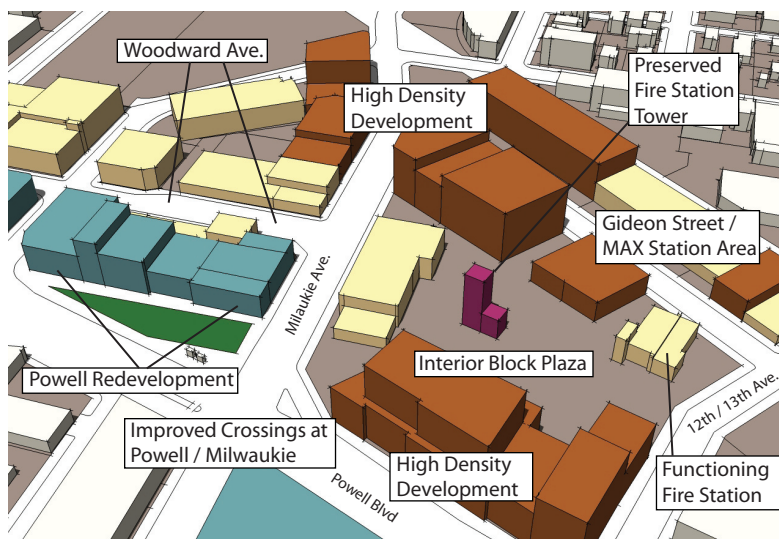 Woodward Ave.
High Density
Development
Preserved
Fire Station
Tower
Gideon Street /
MAX Station Area
Milaukie Ave.
Interior Block Plaza
Powell Redevelopment
12th / 13th Ave.
Improved Crossings at
Powell / Milwaukie
High Density
Development
Functioning
Fire Station
Powell Blvd